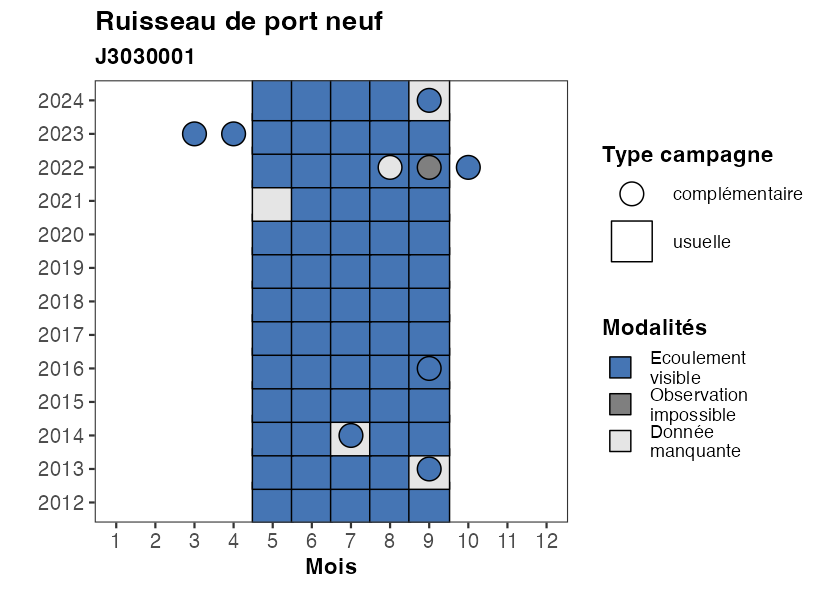 Ruisseau de port neuf
J3030001
2024
2023
2022
2021
2020
2019
2018
2017
2016
2015
2014
2013
2012
1 2 3 4 5 6 7 8 9 10 11 12
Mois
Type campagne
complémentaire
usuelle
Modalités
Ecoulement
visible
Observation
impossible
Donnée
manquante